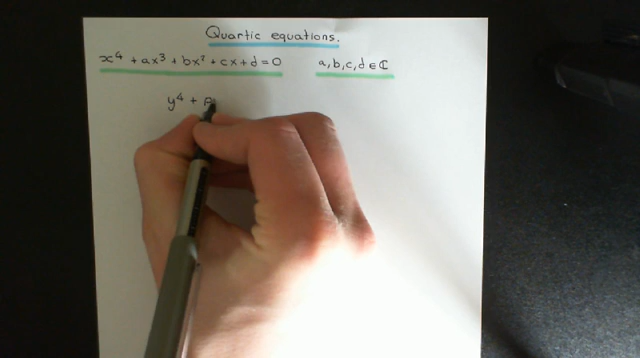 Quartic equations.
x⁴ + ax³ + bx² + cx + d = 0 a, b, c, d ∈ ℂ
y⁴ + p